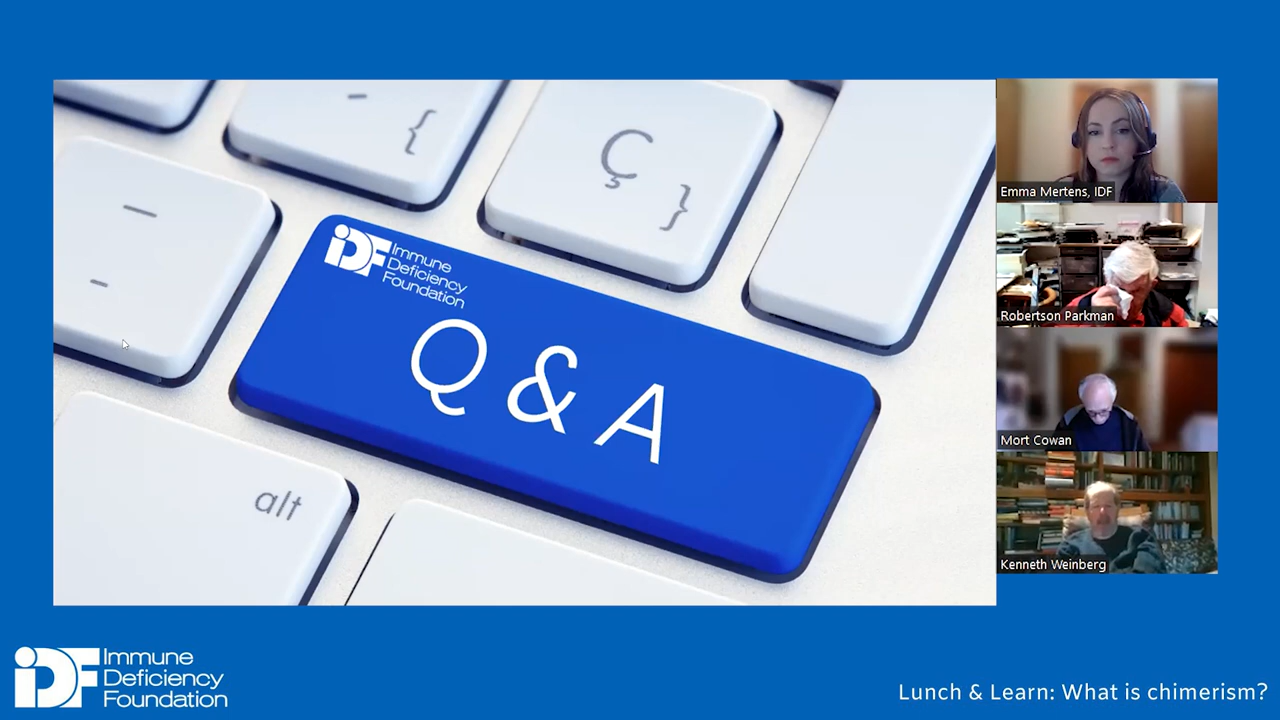 {
Ç
}
iDF Immune
Deficiency
Foundation
Q & A
alt
Emma Mertens, IDF
Robertson Parkman
Mort Cowan
Kenneth Weinberg
iDF Immune
Deficiency
Foundation
Lunch & Learn: What is chimerism?